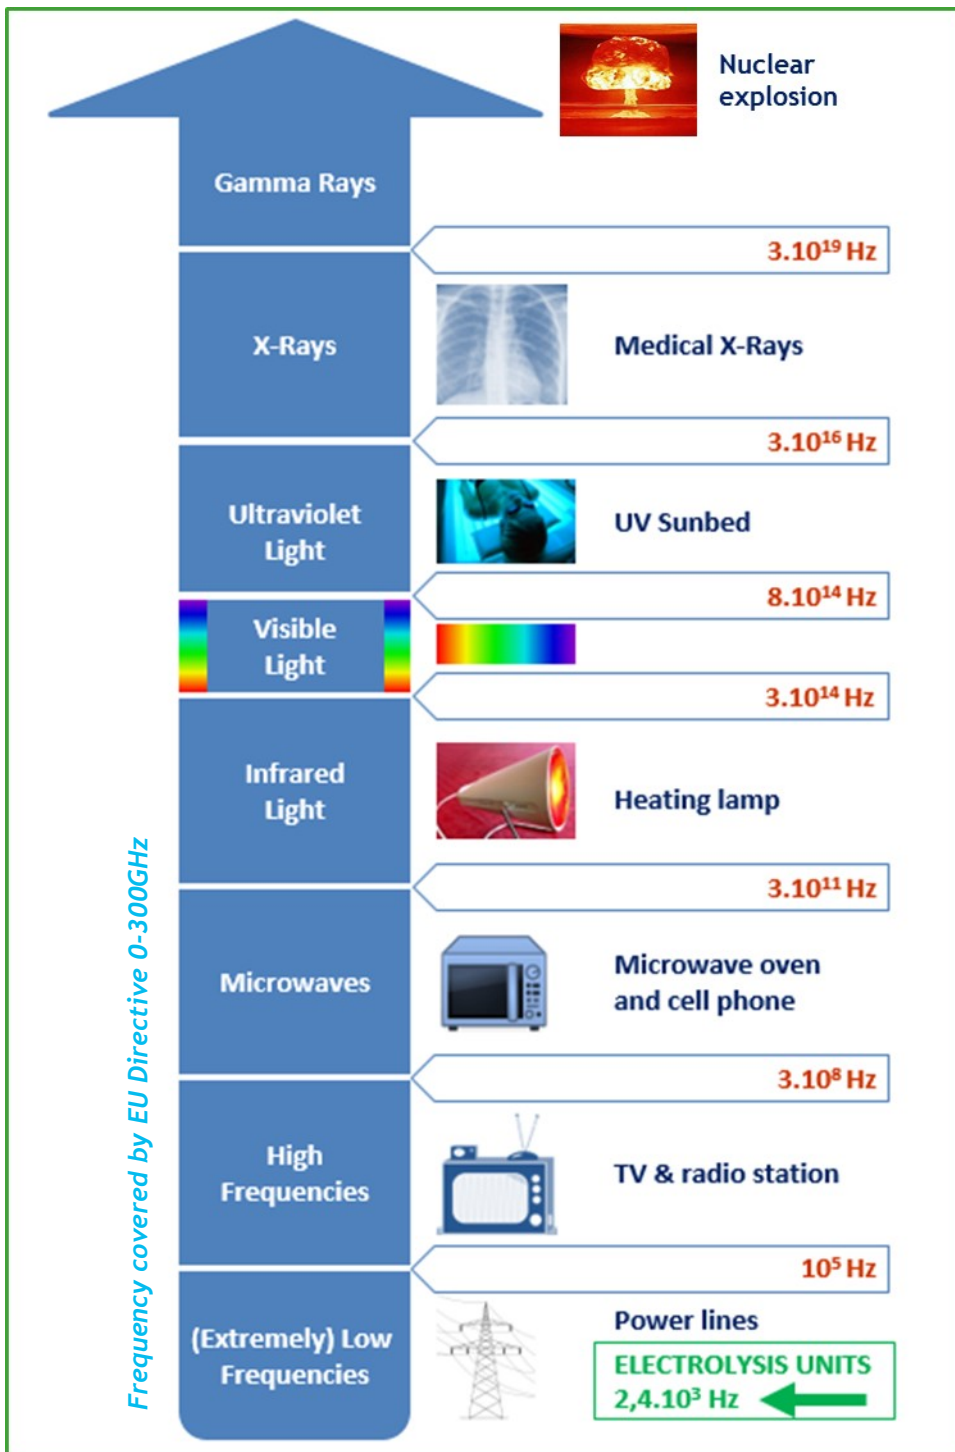 Nuclear
explosion
Gamma Rays
3.10¹⁹ Hz
X-Rays
Medical X-Rays
3.10¹⁶ Hz
Ultraviolet
Light
UV Sunbed
8.10¹⁴ Hz
Visible
Light
3.10¹⁴ Hz
Infrared
Light
Heating lamp
3.10¹¹ Hz
Microwaves
Microwave oven
and cell phone
3.10⁸ Hz
High
Frequencies
TV & radio station
10⁵ Hz
(Extremely) Low
Frequencies
Power lines
ELECTROLYSIS UNITS
2,4.10³ Hz
Frequency covered by EU Directive 0-300GHz